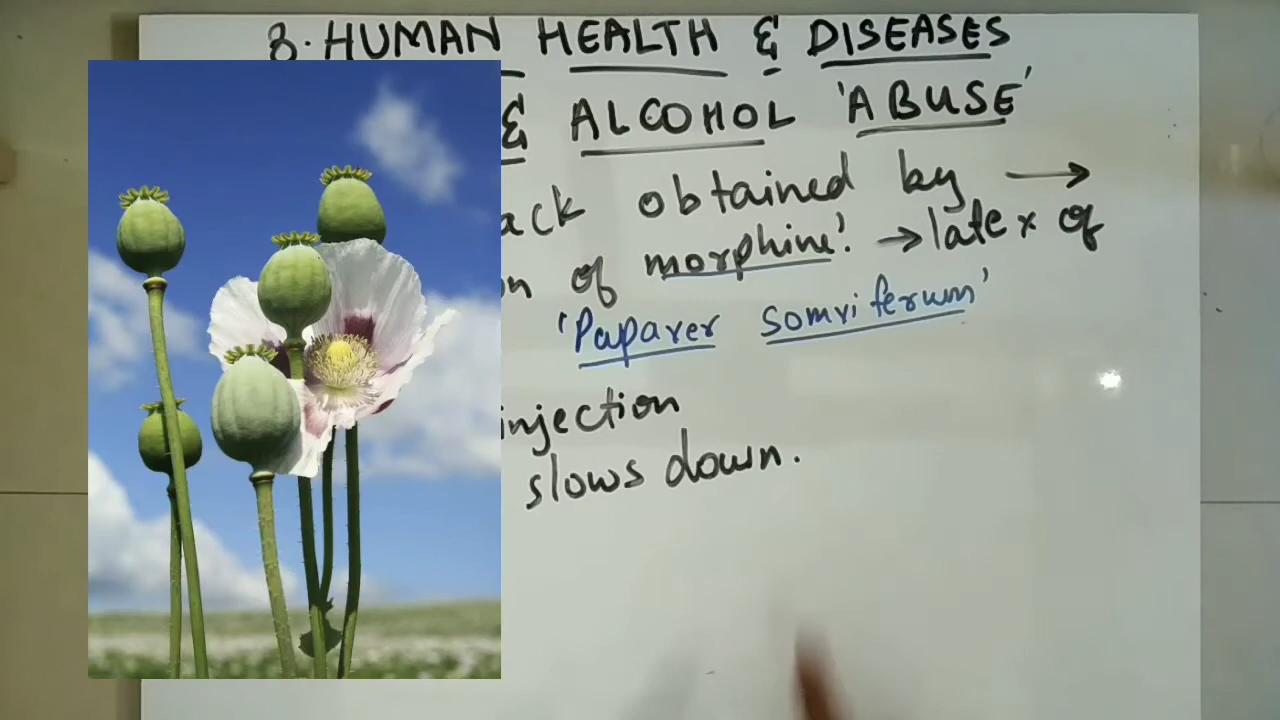 8. HUMAN HEALTH & DISEASES
& ALCOHOL 'ABUSE'
ack obtained by →
n of morphine! → latex of
'Papaver Somniferum'
injection
slows down.